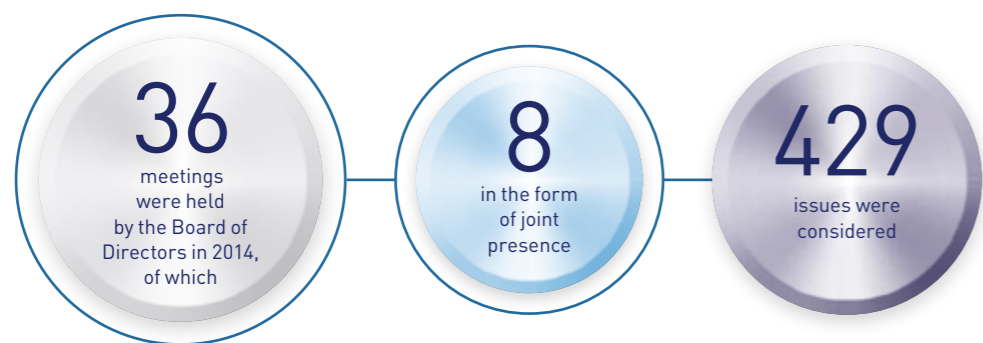 36
meetings
were held
by the Board of
Directors in 2014,
of which
8
in the form
of joint
presence
429
issues were
considered